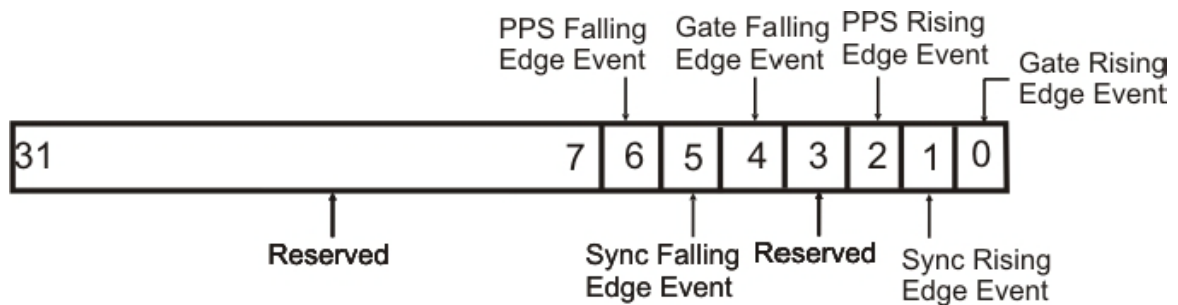 PPS Falling
Edge Event
Gate Falling
Edge Event
PPS Rising
Edge Event
Gate Rising
Edge Event
31 7 6 5 4 3 2 1 0
Reserved
Sync Falling
Edge Event
Reserved
Sync Rising
Edge Event